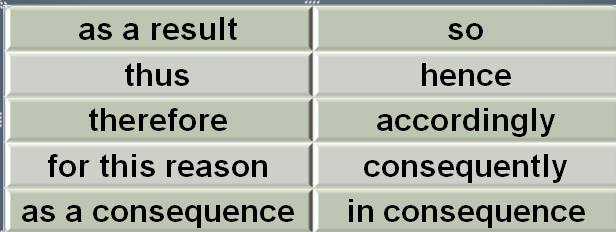 as a result so
thus hence
therefore accordingly
for this reason consequently
as a consequence in consequence